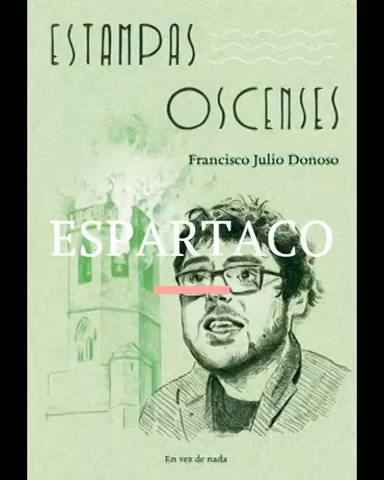 ESTAMPAS
OSCENSES
Francisco Julio Donoso
ESPARTACO
En vez de nada